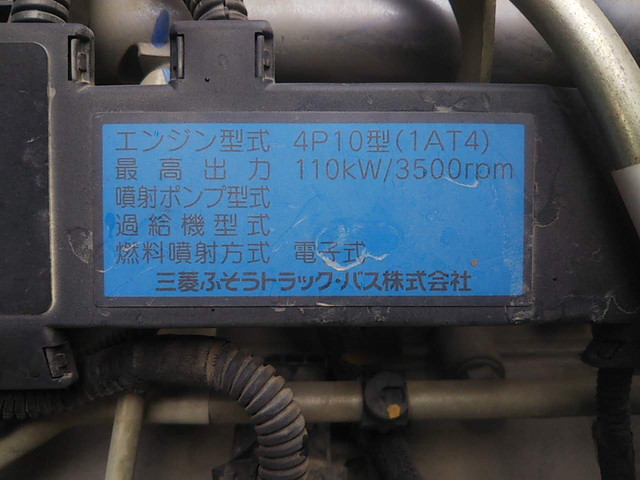 エンジン型式 4P10型(1AT4)
最高出力 110kW/3500rpm
噴射ポンプ型式
過給機型式
燃料噴射方式 電子式
三菱ふそうトラック・バス株式会社